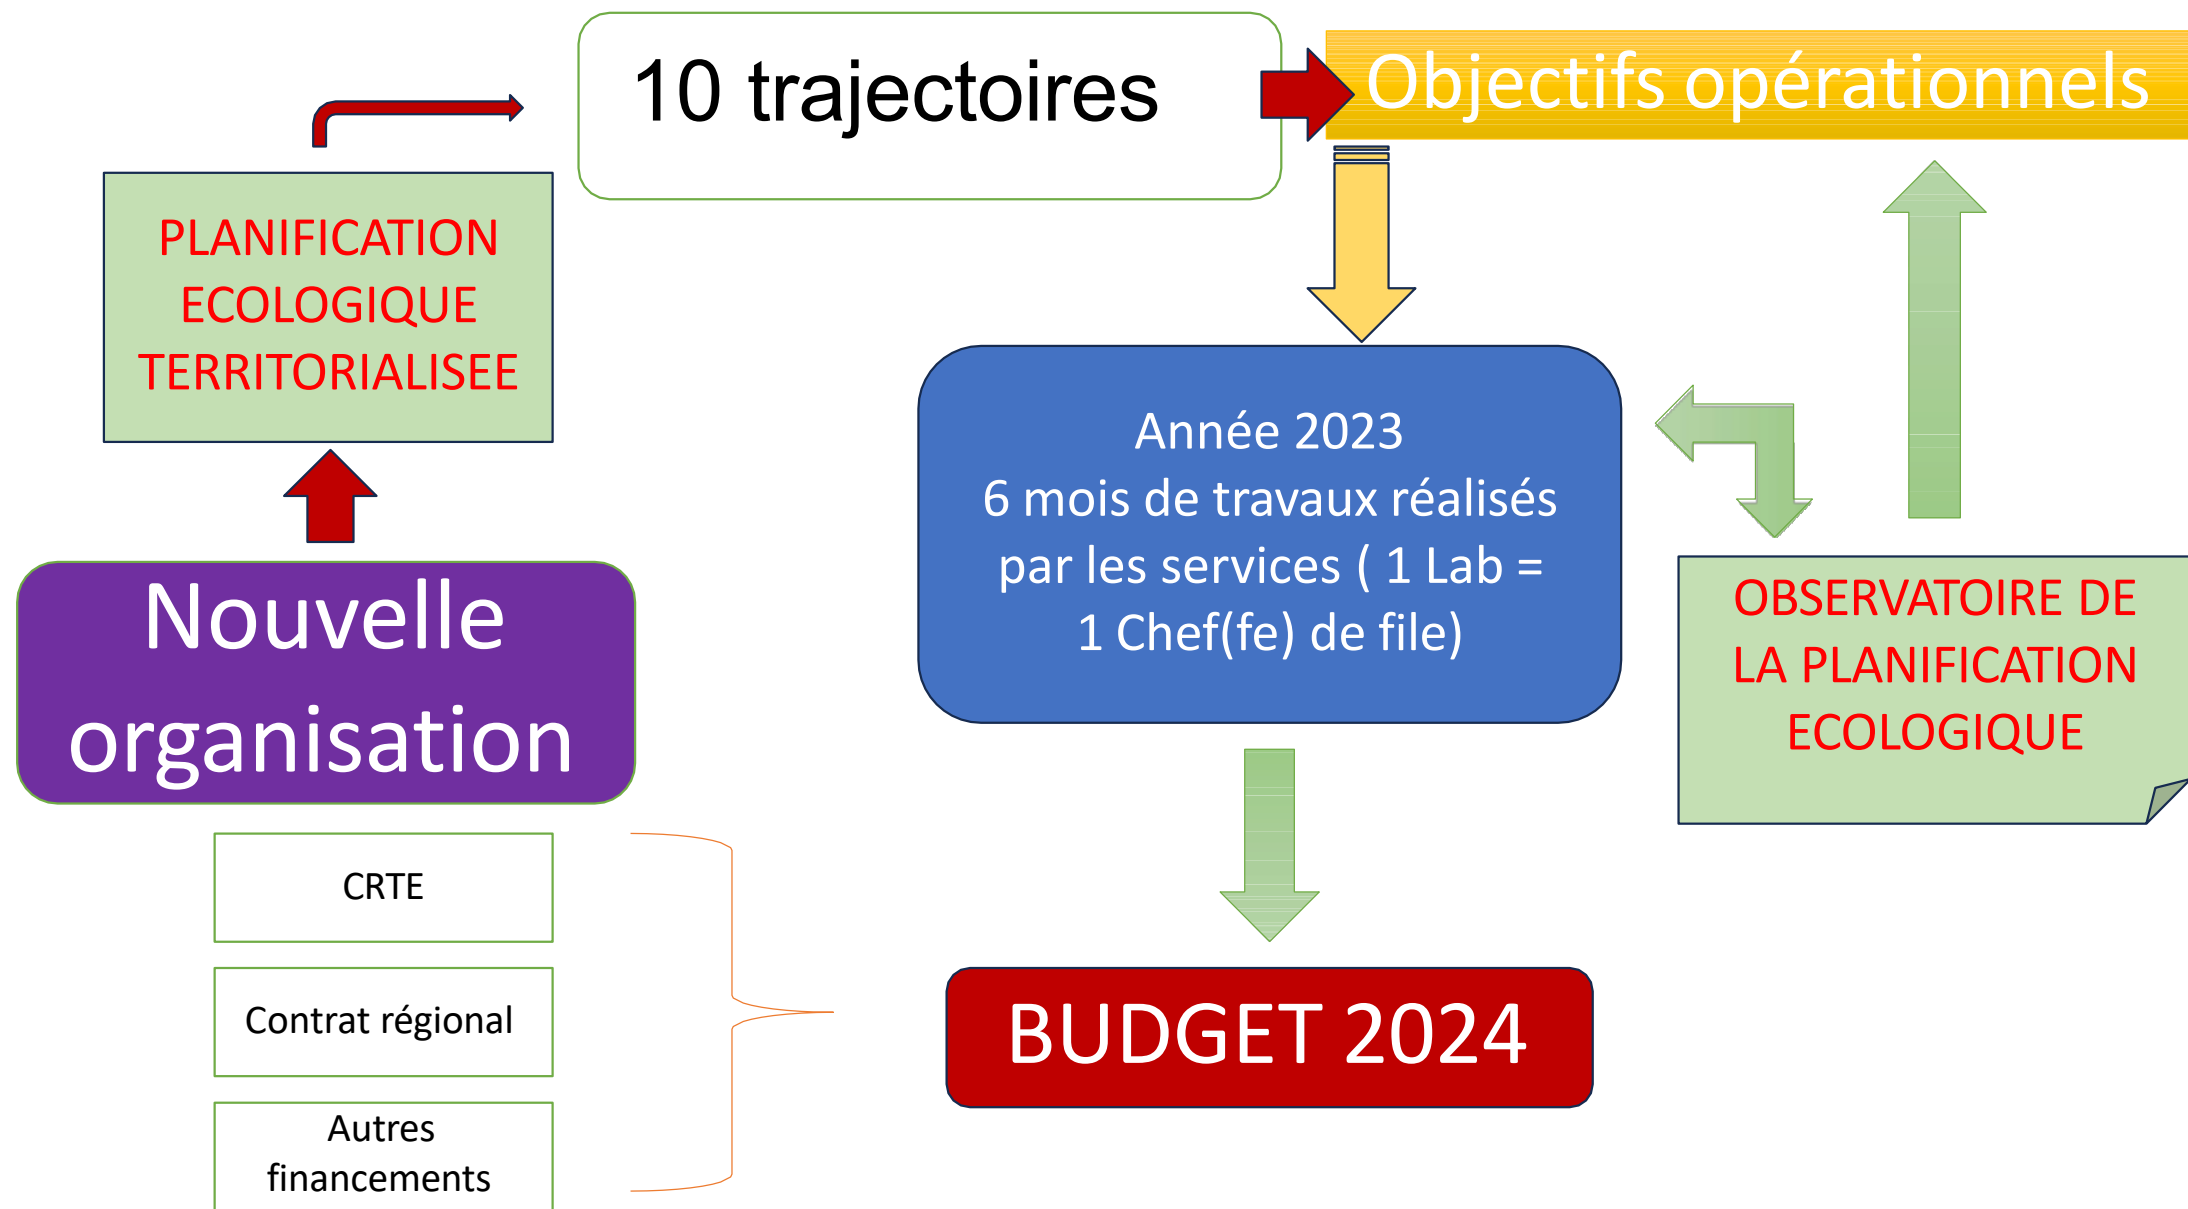 10 trajectoires
Objectifs opérationnels
PLANIFICATION
ECOLOGIQUE
TERRITORIALISEE
Année 2023
6 mois de travaux réalisés
par les services ( 1 Lab =
1 Chef(fe) de file)
Nouvelle
organisation
OBSERVATOIRE DE
LA PLANIFICATION
ECOLOGIQUE
CRTE
Contrat régional
Autres
financements
BUDGET 2024